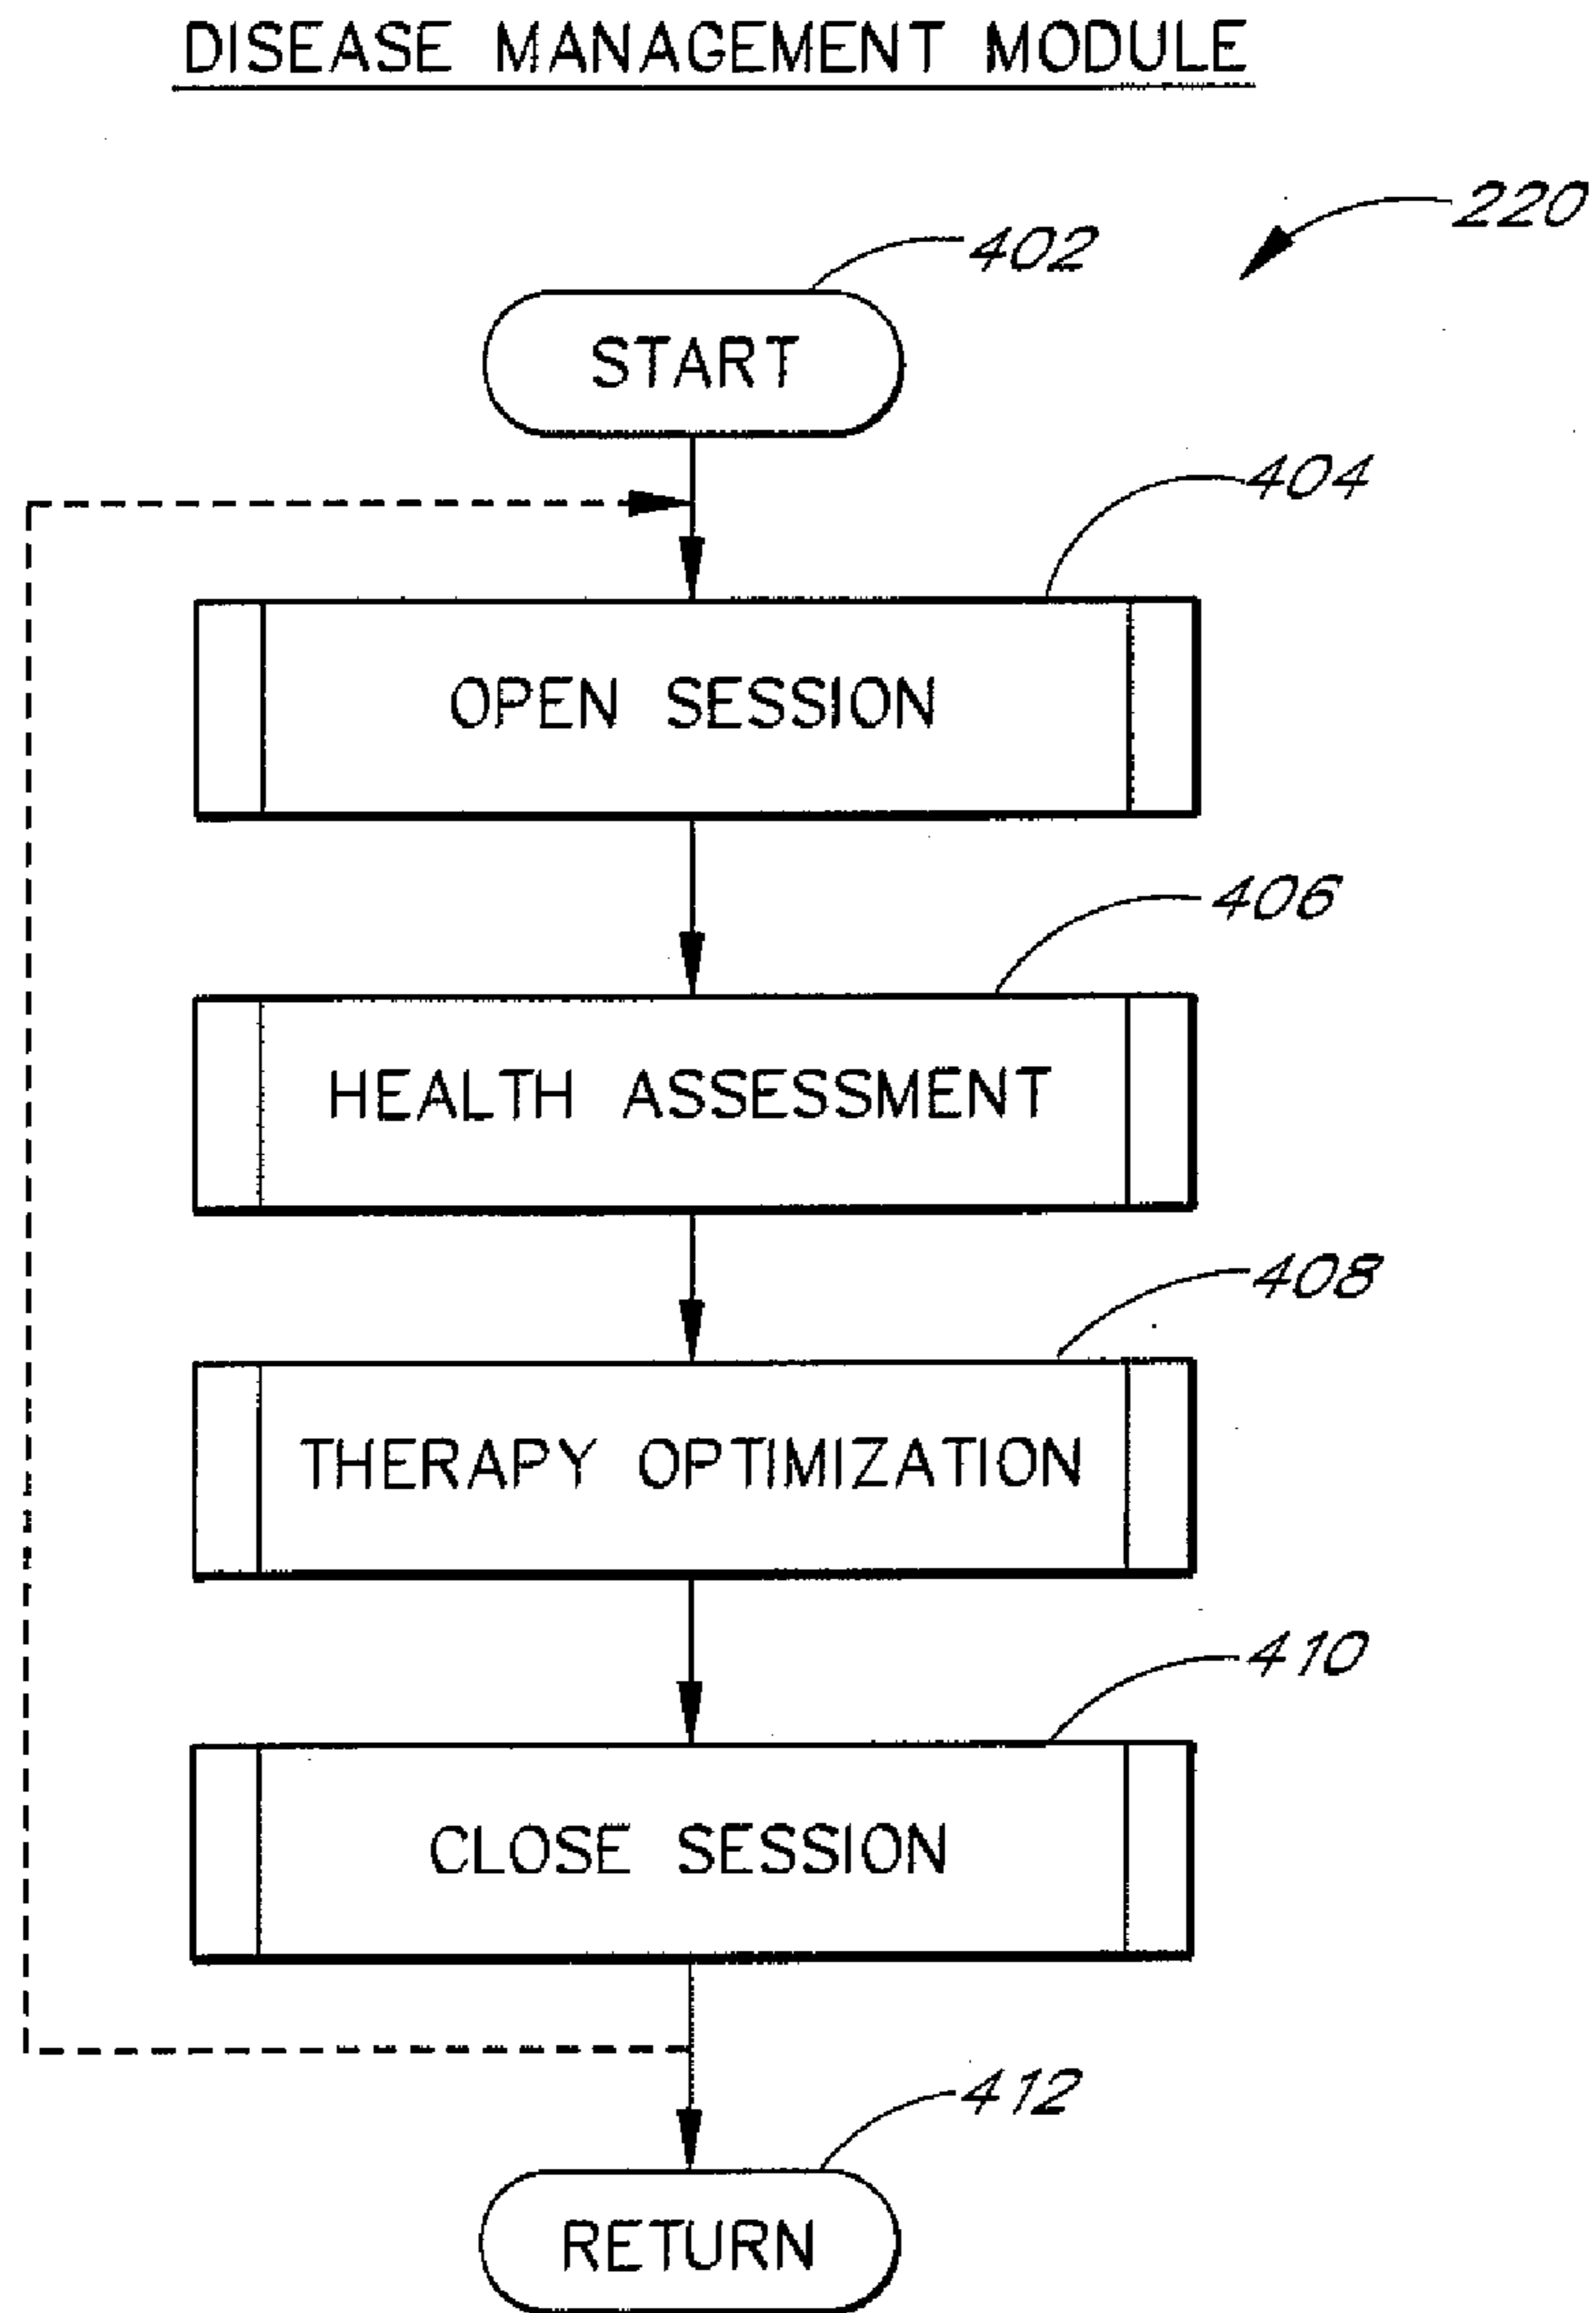 DISEASE MANAGEMENT MODULE
220
402
START
404
OPEN SESSION
406
HEALTH ASSESSMENT
408
THERAPY OPTIMIZATION
410
CLOSE SESSION
412
RETURN